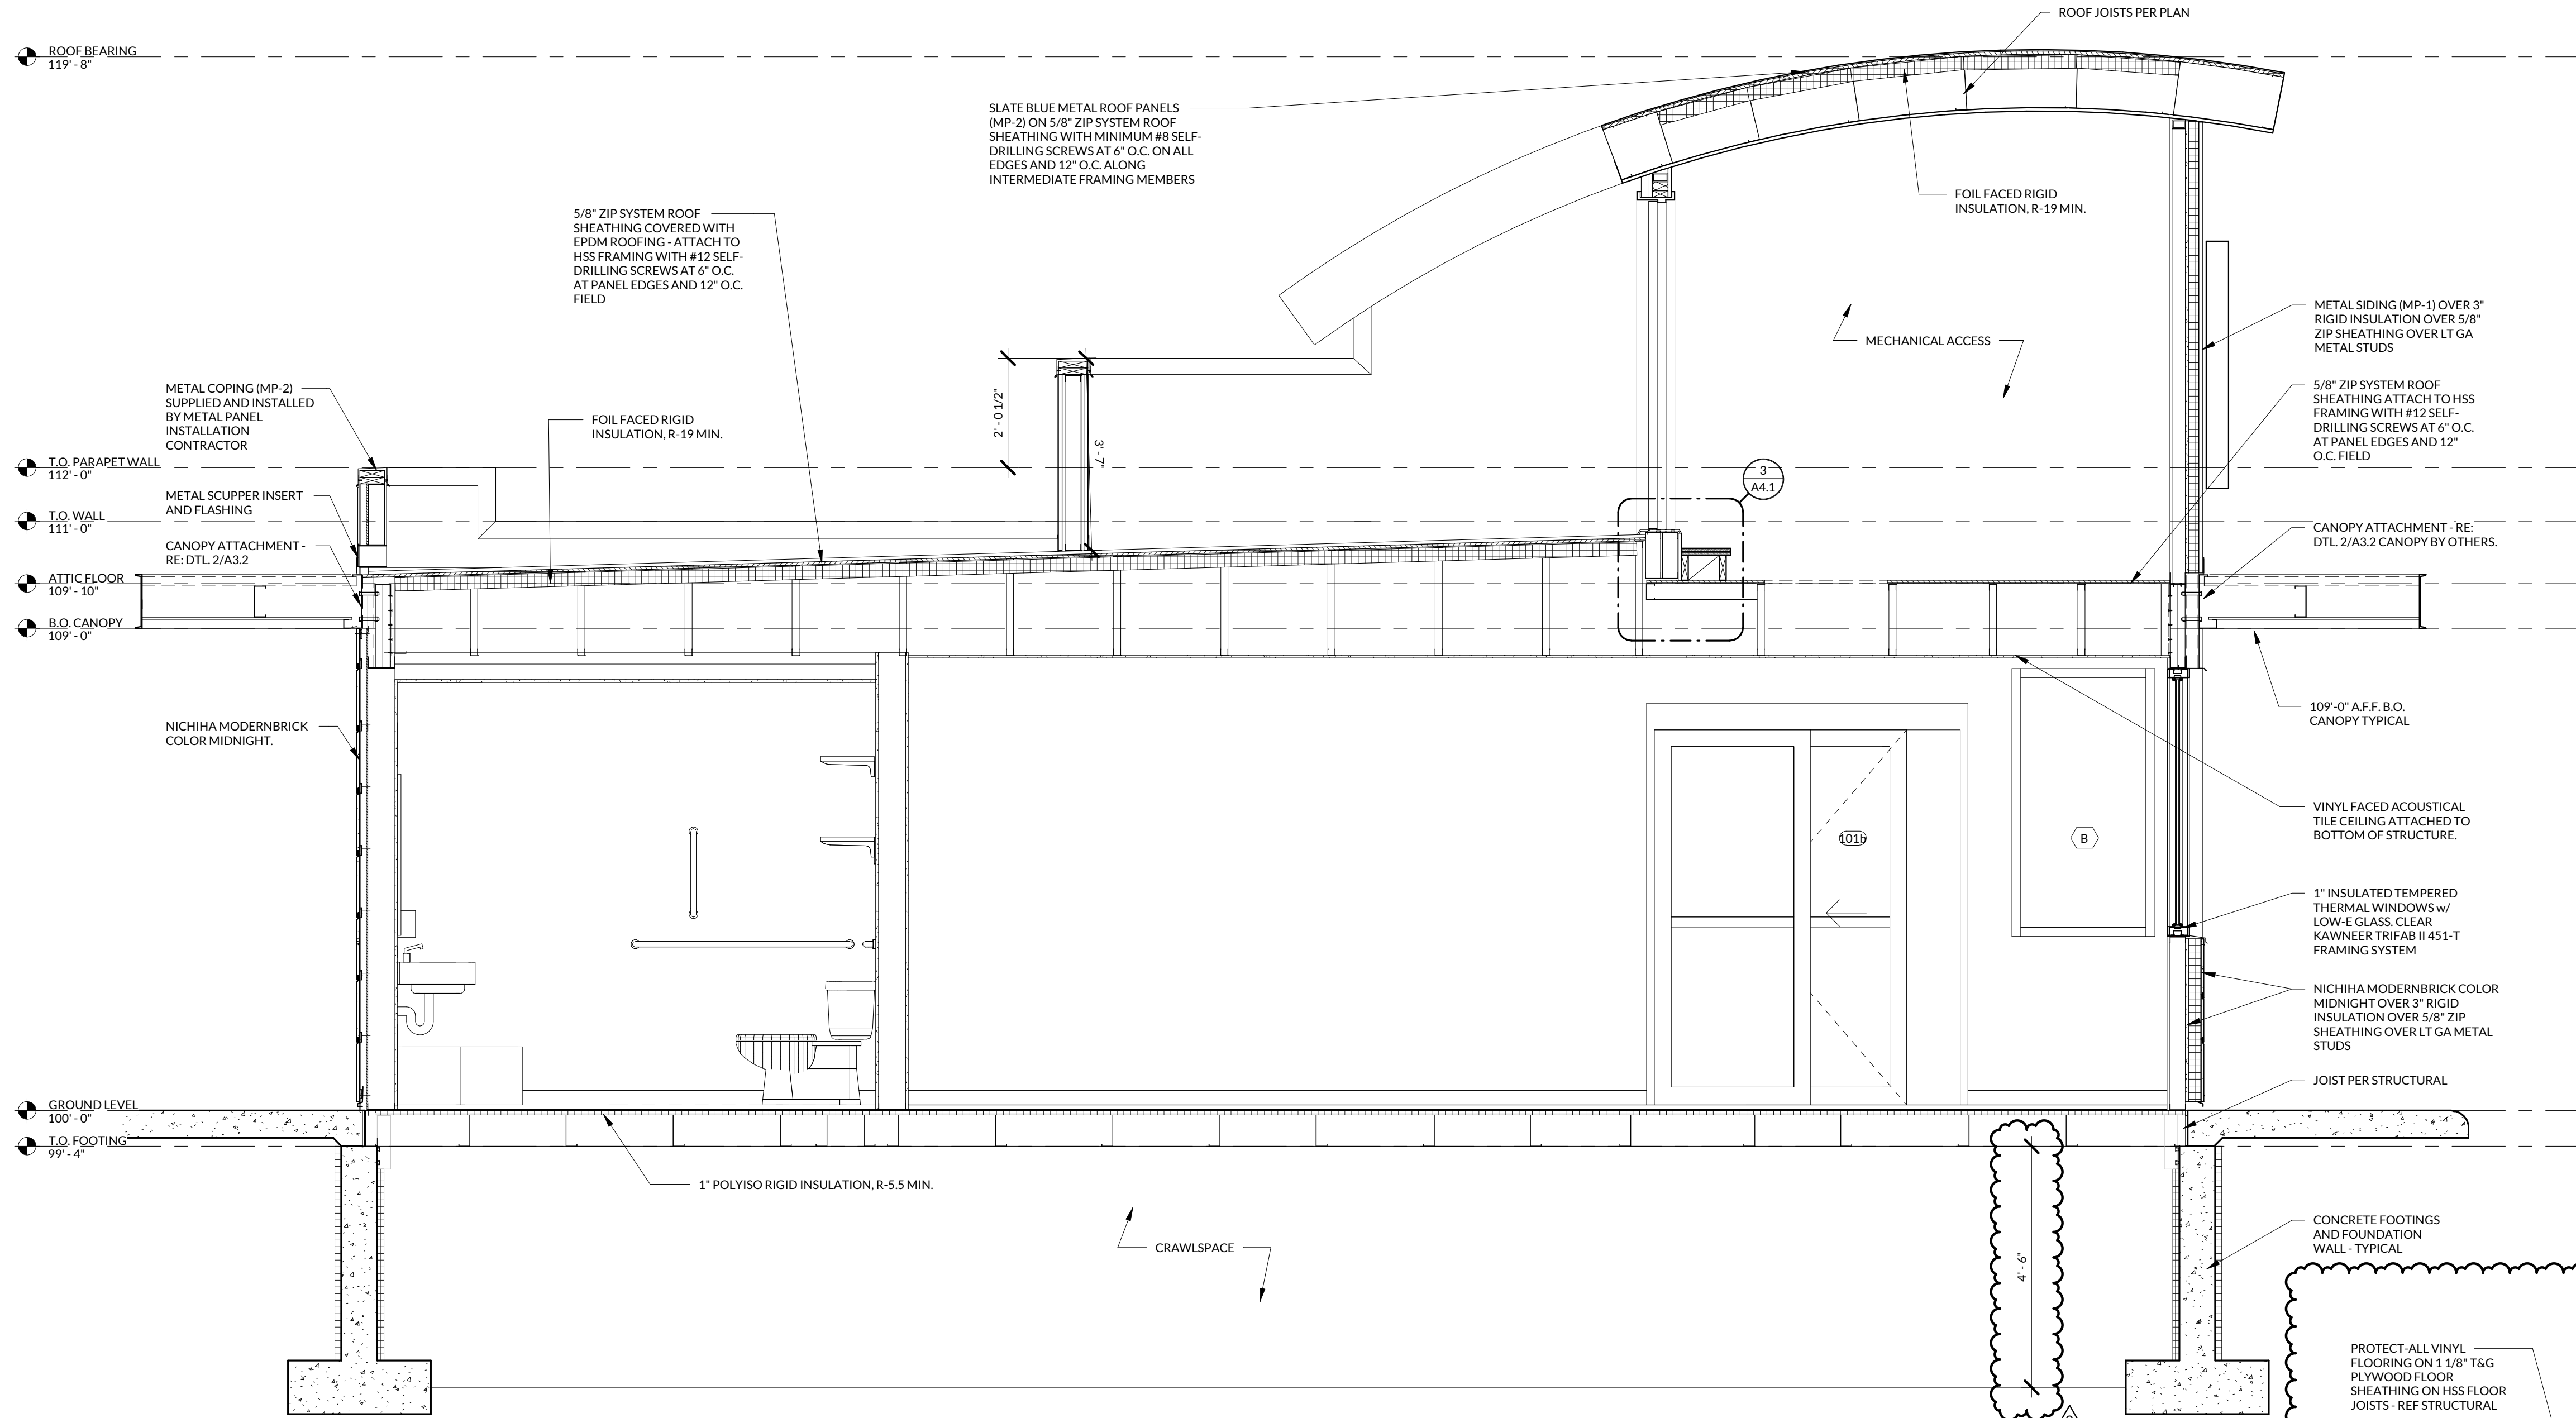 ROOF JOISTS PER PLAN
ROOF BEARING
119' - 8"
SLATE BLUE METAL ROOF PANELS
(MP-2) ON 5/8" ZIP SYSTEM ROOF
SHEATHING WITH MINIMUM #8 SELF-
DRILLING SCREWS AT 6" O.C. ON ALL
EDGES AND 12" O.C. ALONG
INTERMEDIATE FRAMING MEMBERS
FOIL FACED RIGID
INSULATION, R-19 MIN.
5/8" ZIP SYSTEM ROOF
SHEATHING COVERED WITH
EPDM ROOFING - ATTACH TO
HSS FRAMING WITH #12 SELF-
DRILLING SCREWS AT 6" O.C.
AT PANEL EDGES AND 12" O.C.
FIELD
METAL SIDING (MP-1) OVER 3"
RIGID INSULATION OVER 5/8"
ZIP SHEATHING OVER LT GA
METAL STUDS
MECHANICAL ACCESS
METAL COPING (MP-2)
SUPPLIED AND INSTALLED
BY METAL PANEL
INSTALLATION
CONTRACTOR
FOIL FACED RIGID
INSULATION, R-19 MIN.
2' - 0 1/2"
3' - 7"
5/8" ZIP SYSTEM ROOF
SHEATHING ATTACH TO HSS
FRAMING WITH #12 SELF-
DRILLING SCREWS AT 6" O.C.
AT PANEL EDGES AND 12"
O.C. FIELD
T.O. PARAPET WALL
112' - 0"
3
A4.1
METAL SCUPPER INSERT
AND FLASHING
T.O. WALL
111' - 0"
CANOPY ATTACHMENT - RE:
DTL. 2/A3.2 CANOPY BY OTHERS.
CANOPY ATTACHMENT -
RE: DTL. 2/A3.2
ATTIC FLOOR
109' - 10"
B.O. CANOPY
109' - 0"
109'-0" A.F.F. B.O.
CANOPY TYPICAL
NICHIHA MODERNBRICK
COLOR MIDNIGHT.
VINYL FACED ACOUSTICAL
TILE CEILING ATTACHED TO
BOTTOM OF STRUCTURE.
101b
B
1" INSULATED TEMPERED
THERMAL WINDOWS w/
LOW-E GLASS. CLEAR
KAWNEER TRIFAB II 451-T
FRAMING SYSTEM
NICHIHA MODERNBRICK COLOR
MIDNIGHT OVER 3" RIGID
INSULATION OVER 5/8" ZIP
SHEATHING OVER LT GA METAL
STUDS
JOIST PER STRUCTURAL
GROUND LEVEL
100' - 0"
T.O. FOOTING
99' - 4"
1" POLYISO RIGID INSULATION, R-5.5 MIN.
CRAWLSPACE
4' - 6"
CONCRETE FOOTINGS
AND FOUNDATION
WALL - TYPICAL
PROTECT-ALL VINYL
FLOORING ON 1 1/8" T&G
PLYWOOD FLOOR
SHEATHING ON HSS FLOOR
JOISTS - REF STRUCTURAL